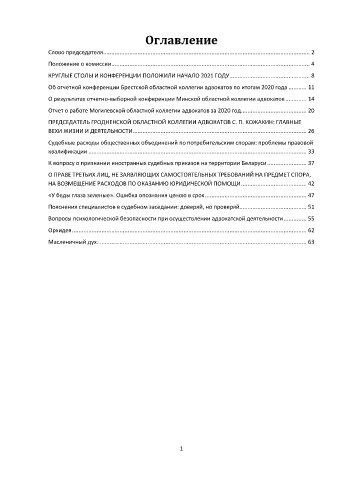 Оглавление
Слово председателя.......... 2
Положение о комиссии.......... 4
КРУГЛЫЕ СТОЛЫ И КОНФЕРЕНЦИИ ПОЛОЖИЛИ НАЧАЛО 2021 ГОДУ.......... 8
Об отчетной конференции Брестской областной коллегии адвокатов по итогам 2020 года .......... 11
О результатах отчетно-выборной конференции Минской областной коллегии адвокатов.......... 14
Отчет о работе Могилевской областной коллегии адвокатов за 2020 год.......... 20
ПРЕДСЕДАТЕЛЬ ГРОДНЕНСКОЙ ОБЛАСТНОЙ КОЛЛЕГИИ АДВОКАТОВ С. П. КОЖАКИН: ГЛАВНЫЕ
ВЕХИ ЖИЗНИ И ДЕЯТЕЛЬНОСТИ.......... 26
Судебные расходы общественных объединений по потребительским спорам: проблемы правовой
квалификации.......... 33
К вопросу о признании иностранных судебных приказов на территории Беларуси.......... 37
О ПРАВЕ ТРЕТЬИХ ЛИЦ, НЕ ЗАЯВЛЯЮЩИХ САМОСТОЯТЕЛЬНЫХ ТРЕБОВАНИЙ НА ПРЕДМЕТ СПОРА,
НА ВОЗМЕЩЕНИЕ РАСХОДОВ ПО ОКАЗАНИЮ ЮРИДИЧЕСКОЙ ПОМОЩИ.......... 42
«У беды глаза зеленые». Ошибка опознания ценою в срок.......... 47
Пояснения специалистов в судебном заседании: доверяй, но проверяй.......... 51
Вопросы психологической безопасности при осуществлении адвокатской деятельности.......... 55
Орхидея.......... 62
Масленичный дух.......... 63
1